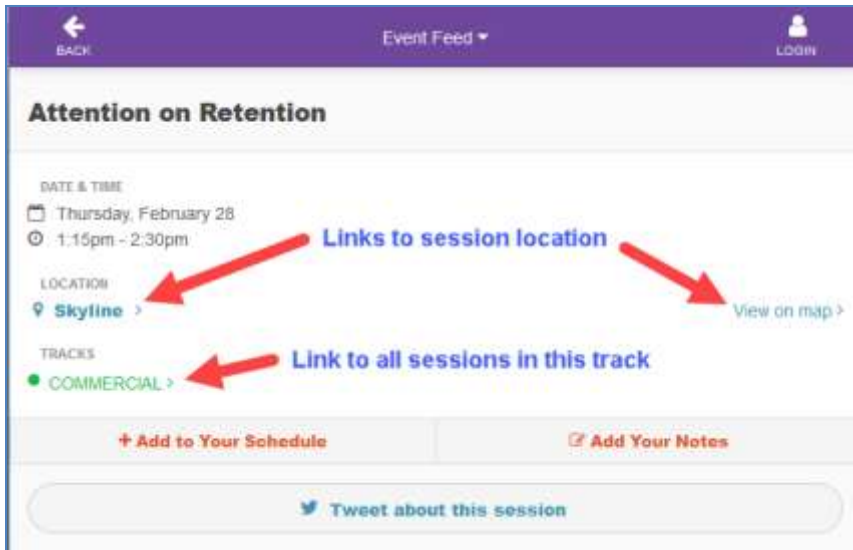 BACK
Event Feed
LOGIN
Attention on Retention
DATE & TIME
Thursday, February 28
1:15pm - 2:30pm
Links to session location
LOCATION
Skyline >
View on map >
TRACKS
Link to all sessions in this track
COMMERCIAL >
+ Add to Your Schedule
Add Your Notes
Tweet about this session